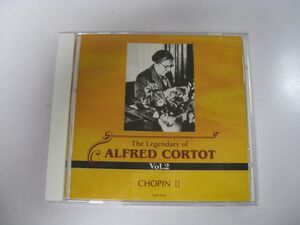 The Legendary of
ALFRED CORTOT
Vol.2
CHOPIN II